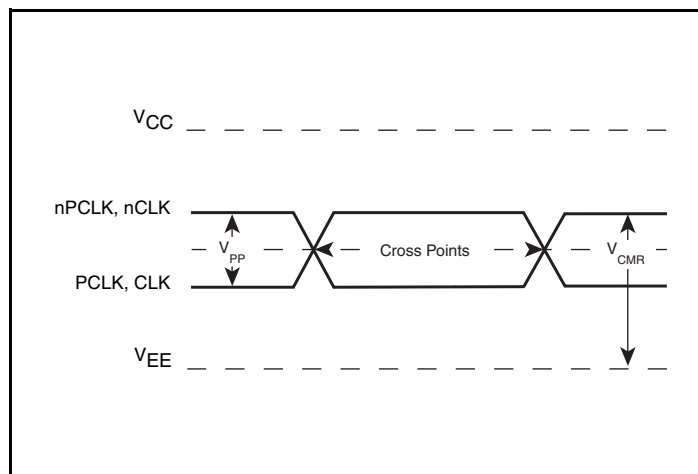 VCC
nPCLK, nCLK
VPP
Cross Points
VCMR
PCLK, CLK
VEE